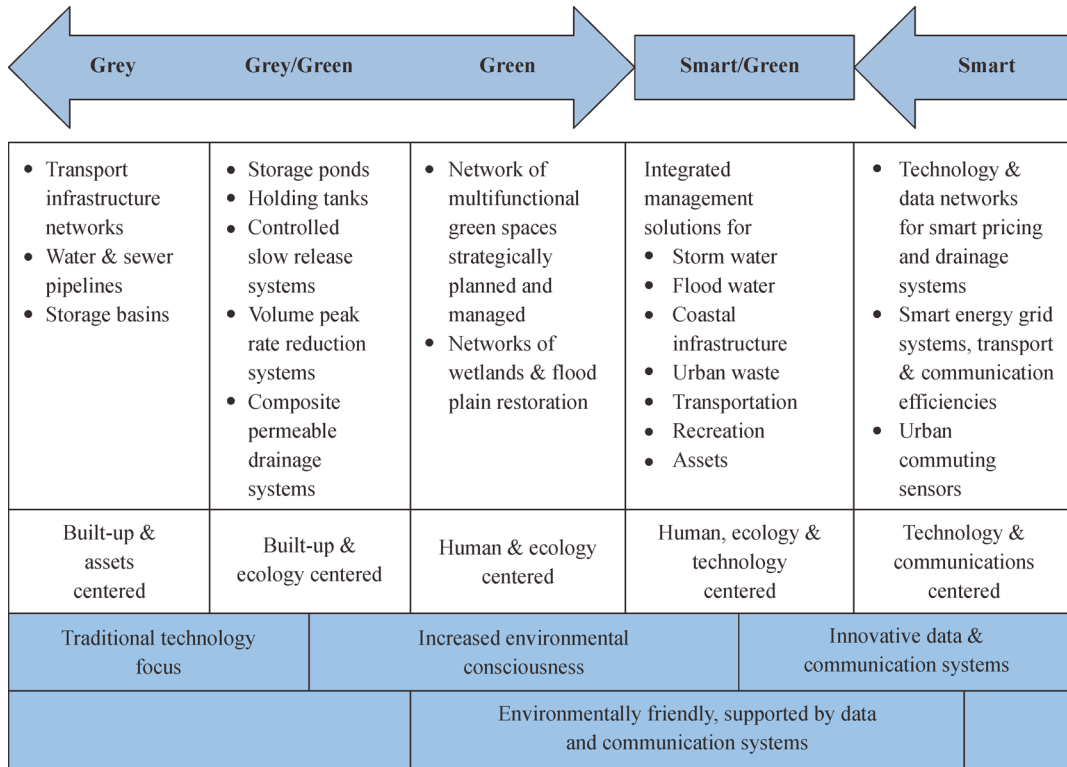 Grey
Grey/Green
Green
Smart/Green
Smart
• Transport
infrastructure
networks
• Water & sewer
pipelines
• Storage basins
• Storage ponds
• Holding tanks
• Controlled
slow release
systems
• Volume peak
rate reduction
systems
• Composite
permeable
drainage
systems
• Network of
multifunctional
green spaces
strategically
planned and
managed
• Networks of
wetlands & flood
plain restoration
Integrated
management
solutions for
• Storm water
• Flood water
• Coastal
infrastructure
• Urban waste
• Transportation
• Recreation
• Assets
• Technology &
data networks
for smart pricing
and drainage
systems
• Smart energy grid
systems, transport
& communication
efficiencies
• Urban
commuting
sensors
Built-up &
assets
centered
Built-up &
ecology centered
Human & ecology
centered
Human, ecology &
technology
centered
Technology &
communications
centered
Traditional technology
focus
Increased environmental
consciousness
Innovative data &
communication systems
Environmentally friendly, supported by data
and communication systems